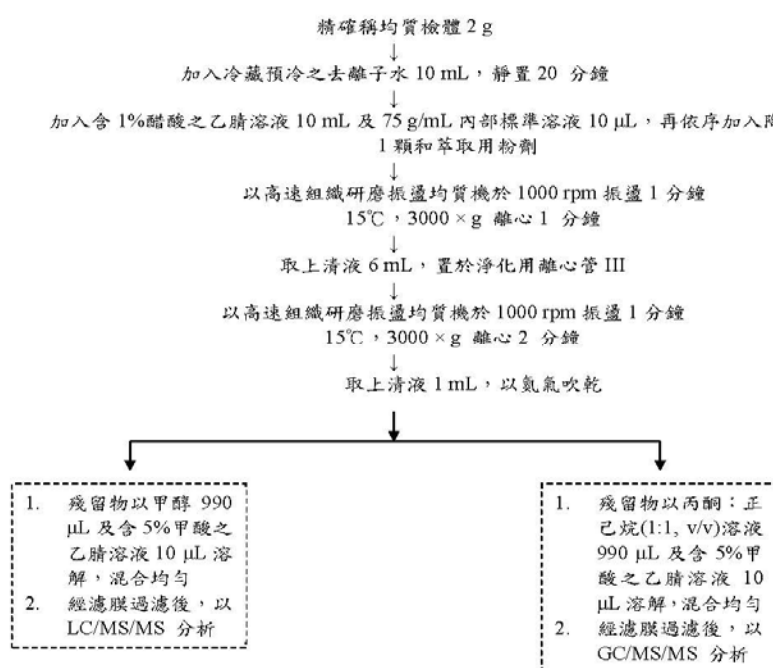 精確稱均質檢體 2 g
↓
加入冷藏預冷之去離子水 10 mL，靜置 20 分鐘
↓
加入含 1%醋酸之乙腈溶液 10 mL 及 75 g/mL 內部標準溶液 10 μL，再依序加入
1 顆和萃取用粉劑
↓
以高速組織研磨振盪均質機於 1000 rpm 振盪 1 分鐘
15℃，3000 × g 離心 1 分鐘
↓
取上清液 6 mL，置於淨化用離心管 III
↓
以高速組織研磨振盪均質機於 1000 rpm 振盪 1 分鐘
15℃，3000 × g 離心 2 分鐘
↓
取上清液 1 mL，以氮氣吹乾
1. 殘留物以甲醇 990
μL 及含 5%甲酸之
乙腈溶液 10 μL 溶
解，混合均勻
2. 經濾膜過濾後，以
LC/MS/MS 分析
1. 殘留物以丙酮：正
己烷(1:1, v/v)溶液
990 μL 及含 5%甲
酸之乙腈溶液 10
μL 溶解，混合均勻
2. 經濾膜過濾後，以
GC/MS/MS 分析